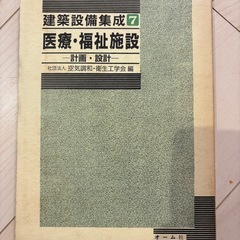 建築設備集成7
医療・福祉施設
―計画・設計―
社団法人 空気調和・衛生工学会 編
オーム社